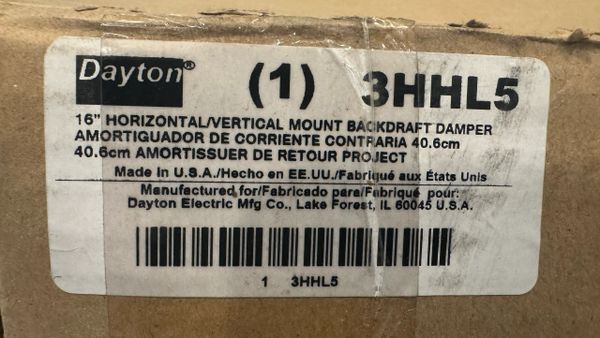 Dayton® (1) 3HHL5
16" HORIZONTAL/VERTICAL MOUNT BACKDRAFT DAMPER
AMORTIGUADOR DE CORRIENTE CONTRARIA 40.6cm
40.6cm AMORTISSUER DE RETOUR PROJECT
Made In U.S.A./Hecho en EE.UU./Fabriqué aux États Unis
Manufactured for/Fabricado para/Fabriqué pour:
Dayton Electric Mfg Co., Lake Forest, IL 60045 U.S.A.
1 3HHL5